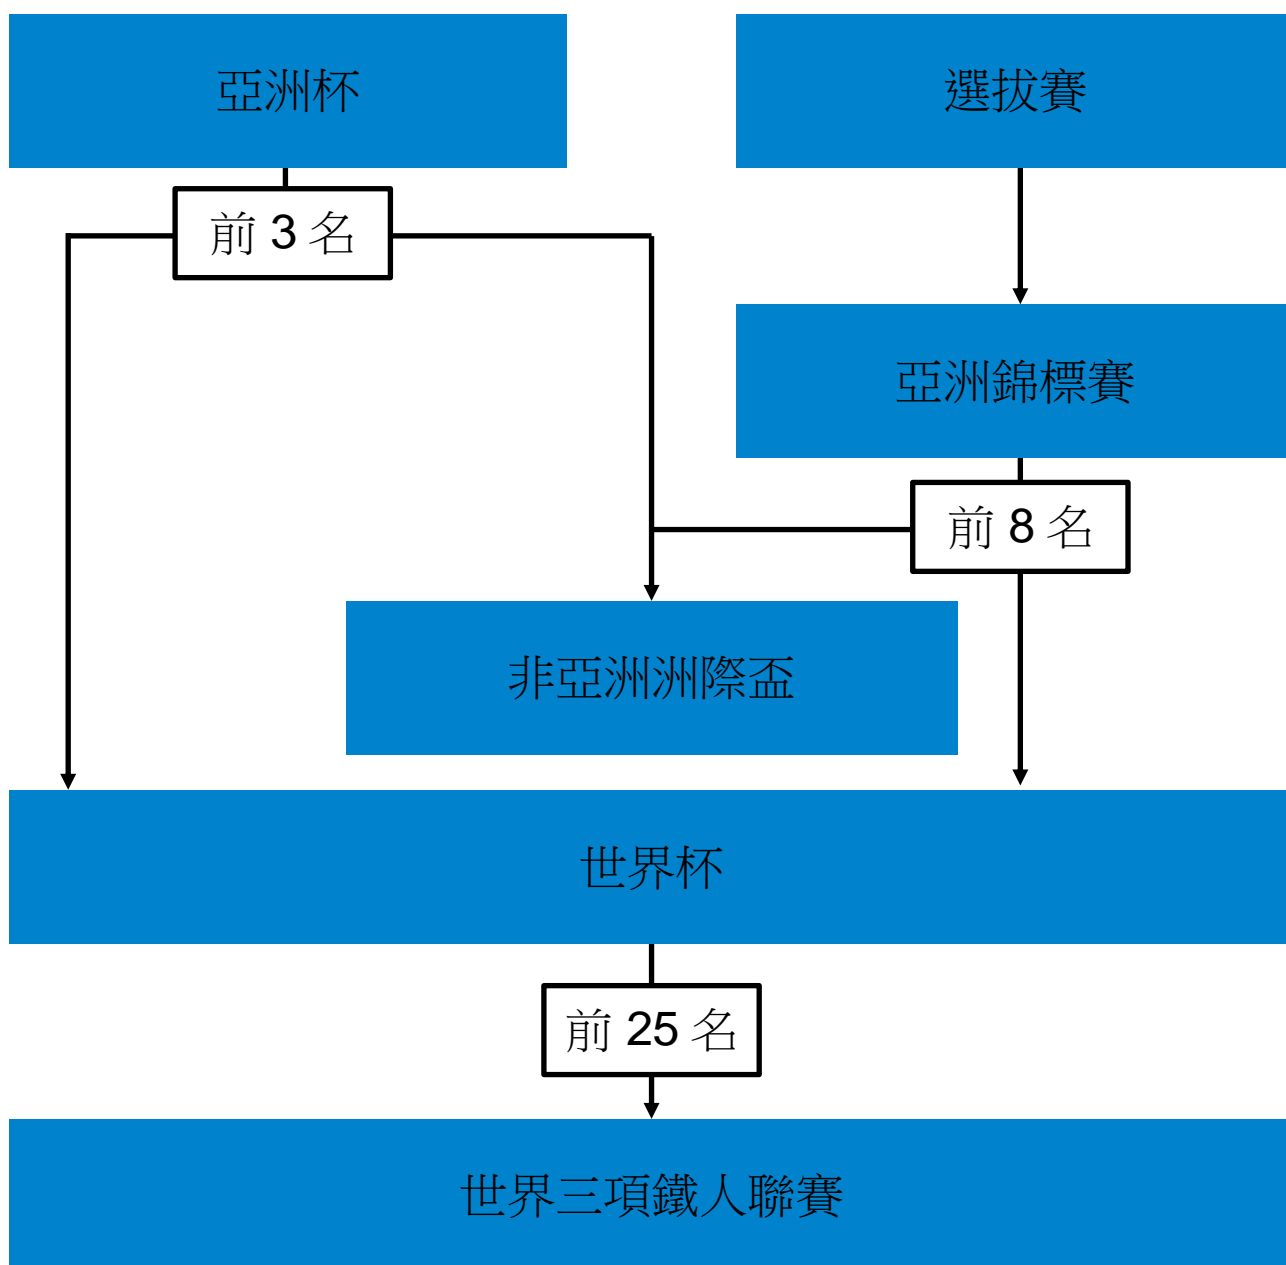 亞洲杯
選拔賽
前 3 名
亞洲錦標賽
前 8 名
非亞洲洲際盃
世界杯
前 25 名
世界三項鐵人聯賽